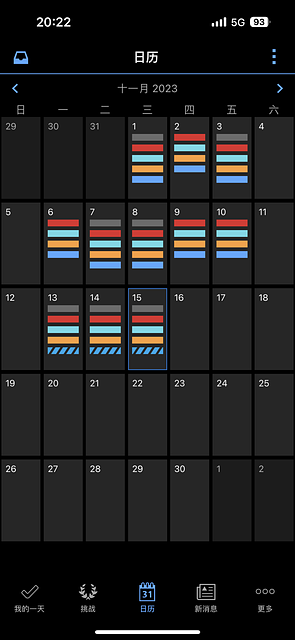 20:22 5G 93
日历
十一月 2023
日 一 二 三 四 五 六
29 30 31 1 2 3 4
5 6 7 8 9 10 11
12 13 14 15 16 17 18
19 20 21 22 23 24 25
26 27 28 29 30 1 2
31
我的一天 挑战 日历 新消息 更多